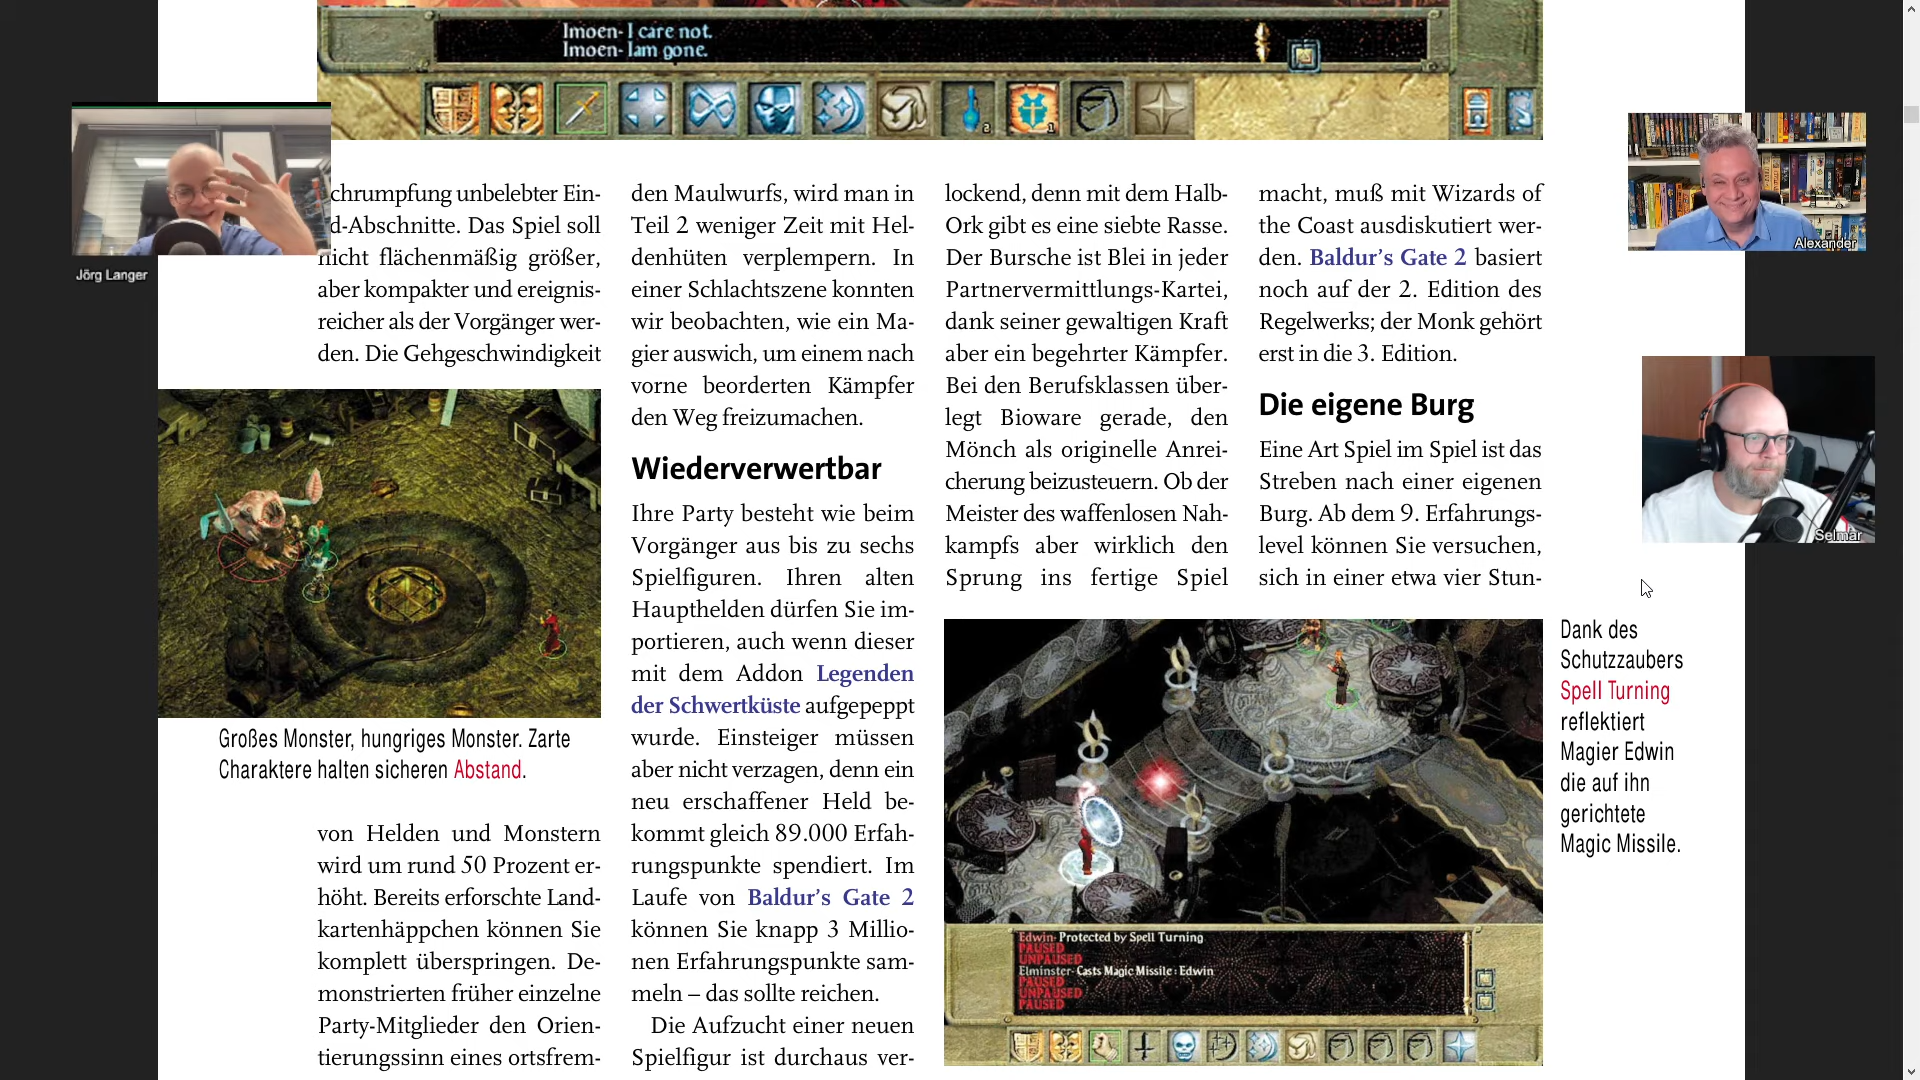 Imoen- I care not.
Imoen- I am gone.
2
1
Jörg Langer
Alexander
Selmar
chrumpfung unbelebter Ein-
d-Abschnitte. Das Spiel soll
nicht flächenmäßig größer,
aber kompakter und ereignis-
reicher als der Vorgänger wer-
den. Die Gehgeschwindigkeit
Großes Monster, hungriges Monster. Zarte
Charaktere halten sicheren Abstand.
von Helden und Monstern
wird um rund 50 Prozent er-
höht. Bereits erforschte Land-
kartenhäppchen können Sie
komplett überspringen. De-
monstrierten früher einzelne
Party-Mitglieder den Orien-
tierungssinn eines ortsfrem-
den Maulwurfs, wird man in
Teil 2 weniger Zeit mit Hel-
denhüten verplempern. In
einer Schlachtszene konnten
wir beobachten, wie ein Ma-
gier auswich, um einem nach
vorne beorderten Kämpfer
den Weg freizumachen.
Wiederverwertbar
Ihre Party besteht wie beim
Vorgänger aus bis zu sechs
Spielfiguren. Ihren alten
Haupthelden dürfen Sie im-
portieren, auch wenn dieser
mit dem Addon Legenden
der Schwertküste aufgepeppt
wurde. Einsteiger müssen
aber nicht verzagen, denn ein
neu erschaffener Held be-
kommt gleich 89.000 Erfah-
rungspunkte spendiert. Im
Laufe von Baldur's Gate 2
können Sie knapp 3 Millio-
nen Erfahrungspunkte sam-
meln – das sollte reichen.
Die Aufzucht einer neuen
Spielfigur ist durchaus ver-
lockend, denn mit dem Halb-
Ork gibt es eine siebte Rasse.
Der Bursche ist Blei in jeder
Partnervermittlungs-Kartei,
dank seiner gewaltigen Kraft
aber ein begehrter Kämpfer.
Bei den Berufsklassen über-
legt Bioware gerade, den
Mönch als originelle Anrei-
cherung beizusteuern. Ob der
Meister des waffenlosen Nah-
kampfs aber wirklich den
Sprung ins fertige Spiel
macht, muß mit Wizards of
the Coast ausdiskutiert wer-
den. Baldur's Gate 2 basiert
noch auf der 2. Edition des
Regelwerks; der Monk gehört
erst in die 3. Edition.
Die eigene Burg
Eine Art Spiel im Spiel ist das
Streben nach einer eigenen
Burg. Ab dem 9. Erfahrungs-
level können Sie versuchen,
sich in einer etwa vier Stun-
Edwin- Protected by Spell Turning
PAUSED
UNPAUSED
Elminster- Casts Magic Missile : Edwin
PAUSED
UNPAUSED
PAUSED
Dank des
Schutzzaubers
Spell Turning
reflektiert
Magier Edwin
die auf ihn
gerichtete
Magic Missile.